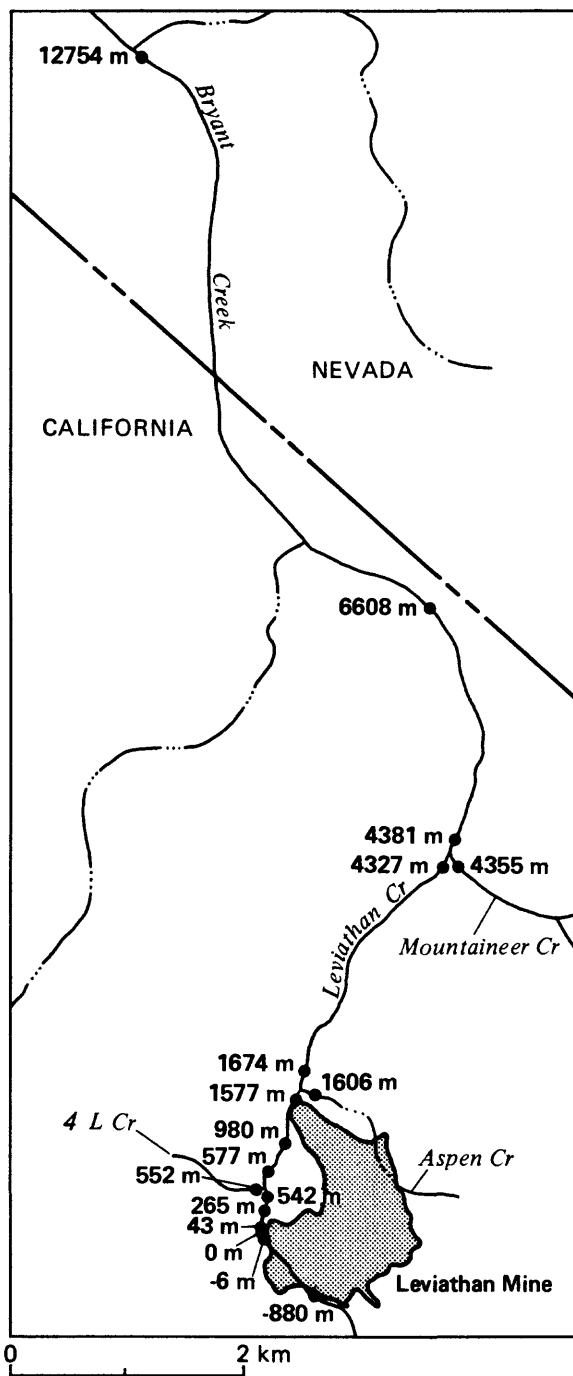 12754 m
Bryant
Creek
NEVADA
CALIFORNIA
6608 m
4381 m
4327 m
4355 m
Leviathan Cr
Mountaineer Cr
1674 m
1606 m
1577 m
4 L Cr
980 m
577 m
Aspen Cr
552 m
542 m
265 m
43 m
0 m
-6 m
Leviathan Mine
-880 m
0 2 km